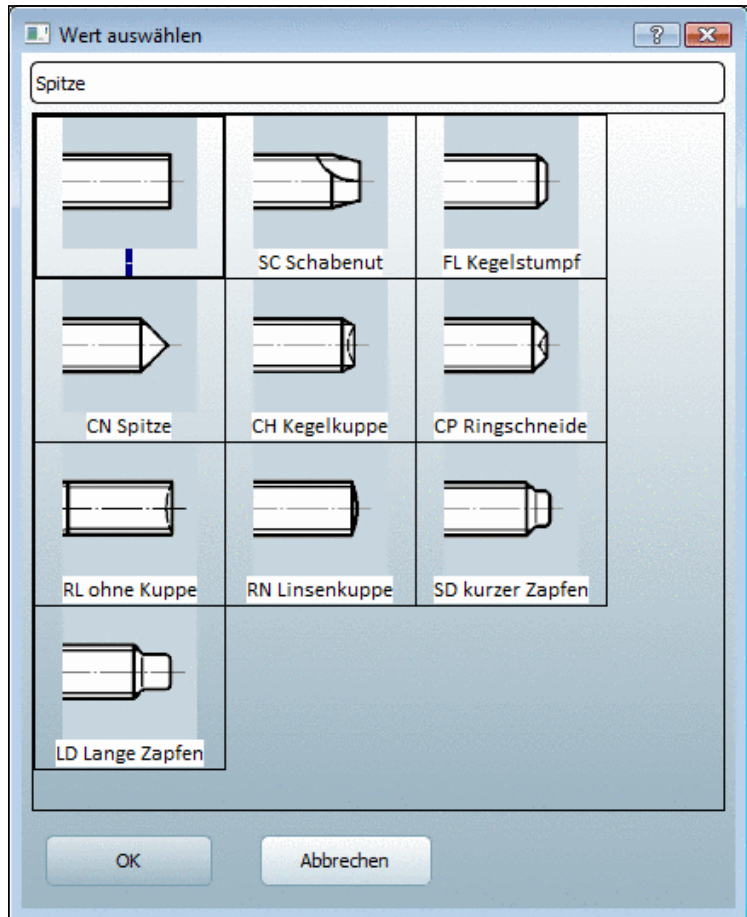 Wert auswählen
?
Spitze
-
SC Schabenut
FL Kegelstumpf
CN Spitze
CH Kegelkuppe
CP Ringschneide
RL ohne Kuppe
RN Linsenkuppe
SD kurzer Zapfen
LD Lange Zapfen
OK
Abbrechen